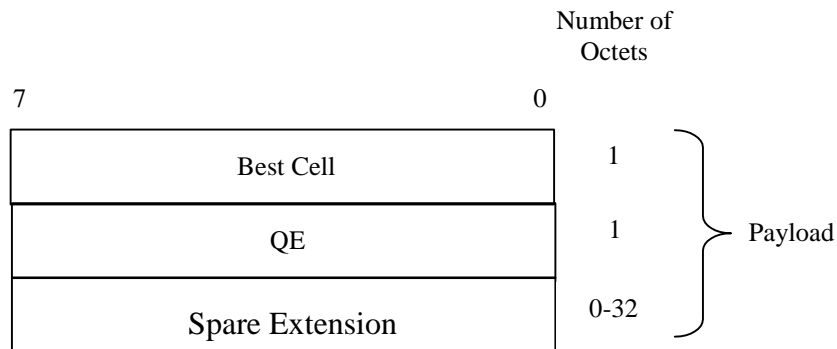 Number of
Octets
7 0
Best Cell 1
QE 1 Payload
Spare Extension 0-32